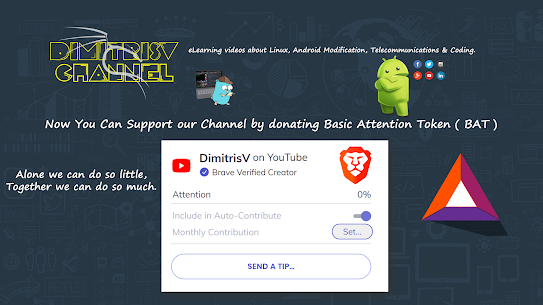 DIMITRISV
CHANNEL
eLearning videos about Linux, Android Modification, Telecommunications & Coding.
Now You Can Support our Channel by donating Basic Attention Token ( BAT )
Alone we can do so little,
Together we can do so much.
DimitrisV on YouTube
Brave Verified Creator
Attention 0%
Include in Auto-Contribute
Monthly Contribution Set...
SEND A TIP...